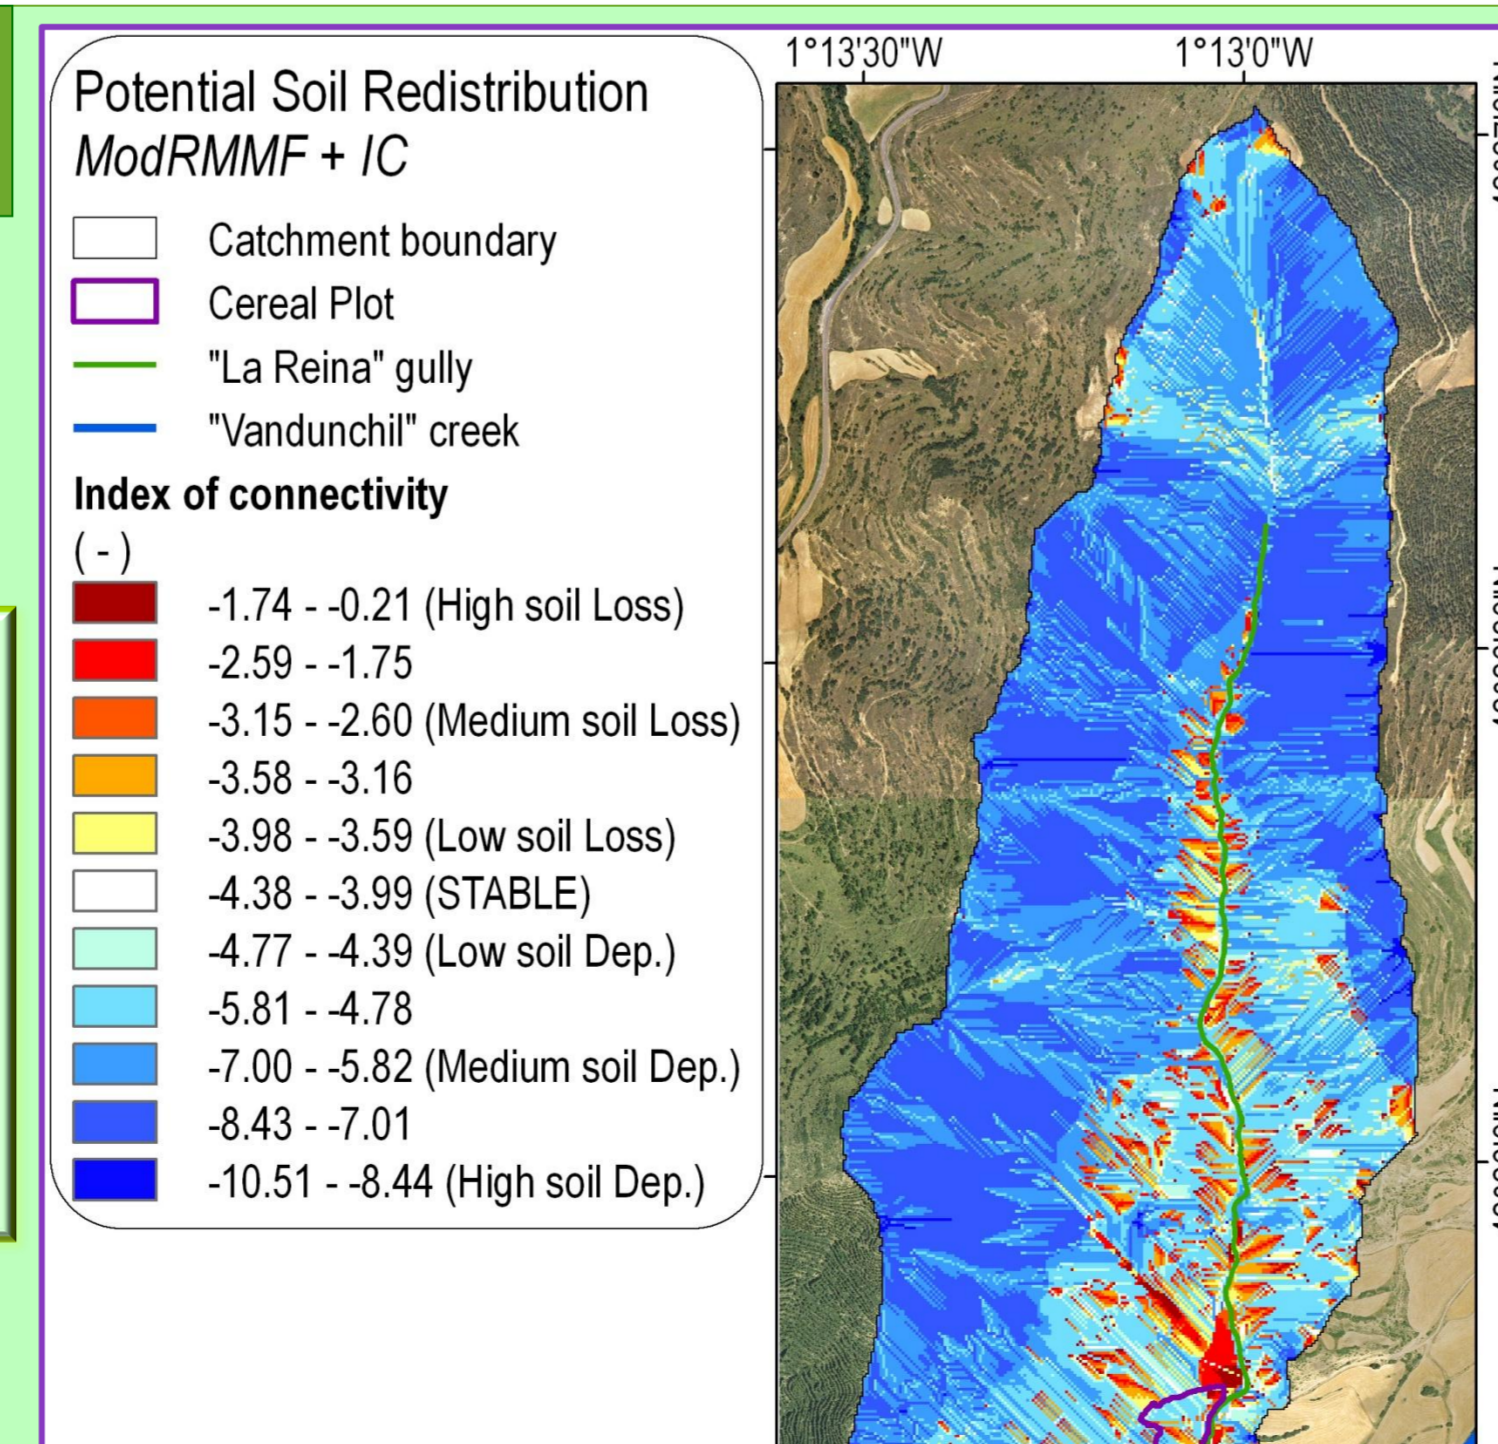 Potential Soil Redistribution
ModRMMF + IC
Catchment boundary
Cereal Plot
"La Reina" gully
"Vandunchil" creek
Index of connectivity
( - )
-1.74 - -0.21 (High soil Loss)
-2.59 - -1.75
-3.15 - -2.60 (Medium soil Loss)
-3.58 - -3.16
-3.98 - -3.59 (Low soil Loss)
-4.38 - -3.99 (STABLE)
-4.77 - -4.39 (Low soil Dep.)
-5.81 - -4.78
-7.00 - -5.82 (Medium soil Dep.)
-8.43 - -7.01
-10.51 - -8.44 (High soil Dep.)
1°13'30"W 1°13'0"W